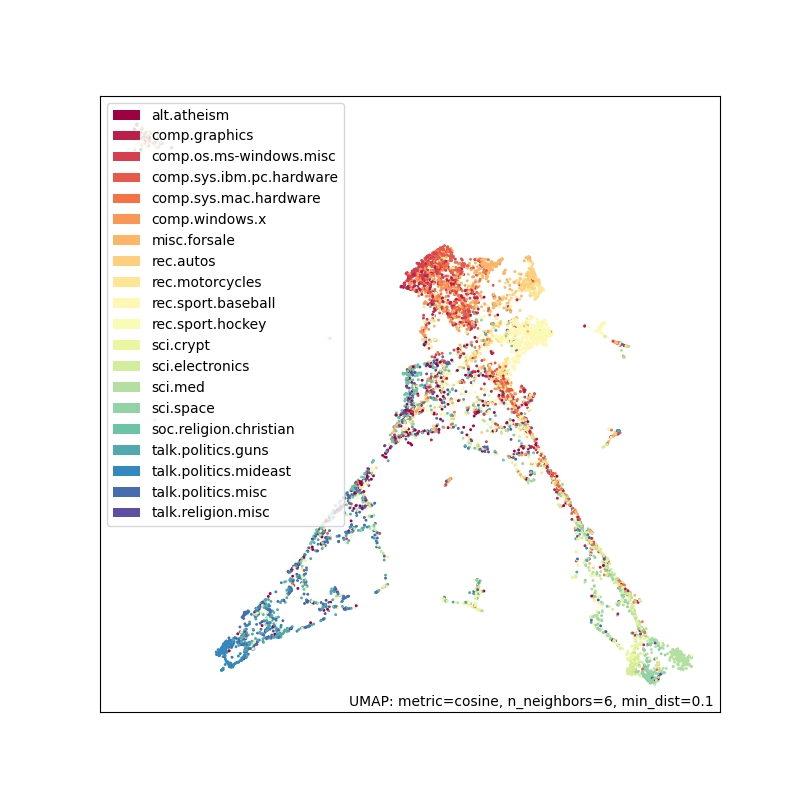 alt.atheism
comp.graphics
comp.os.ms-windows.misc
comp.sys.ibm.pc.hardware
comp.sys.mac.hardware
comp.windows.x
misc.forsale
rec.autos
rec.motorcycles
rec.sport.baseball
rec.sport.hockey
sci.crypt
sci.electronics
sci.med
sci.space
soc.religion.christian
talk.politics.guns
talk.politics.mideast
talk.politics.misc
talk.religion.misc
UMAP: metric=cosine, n_neighbors=6, min_dist=0.1